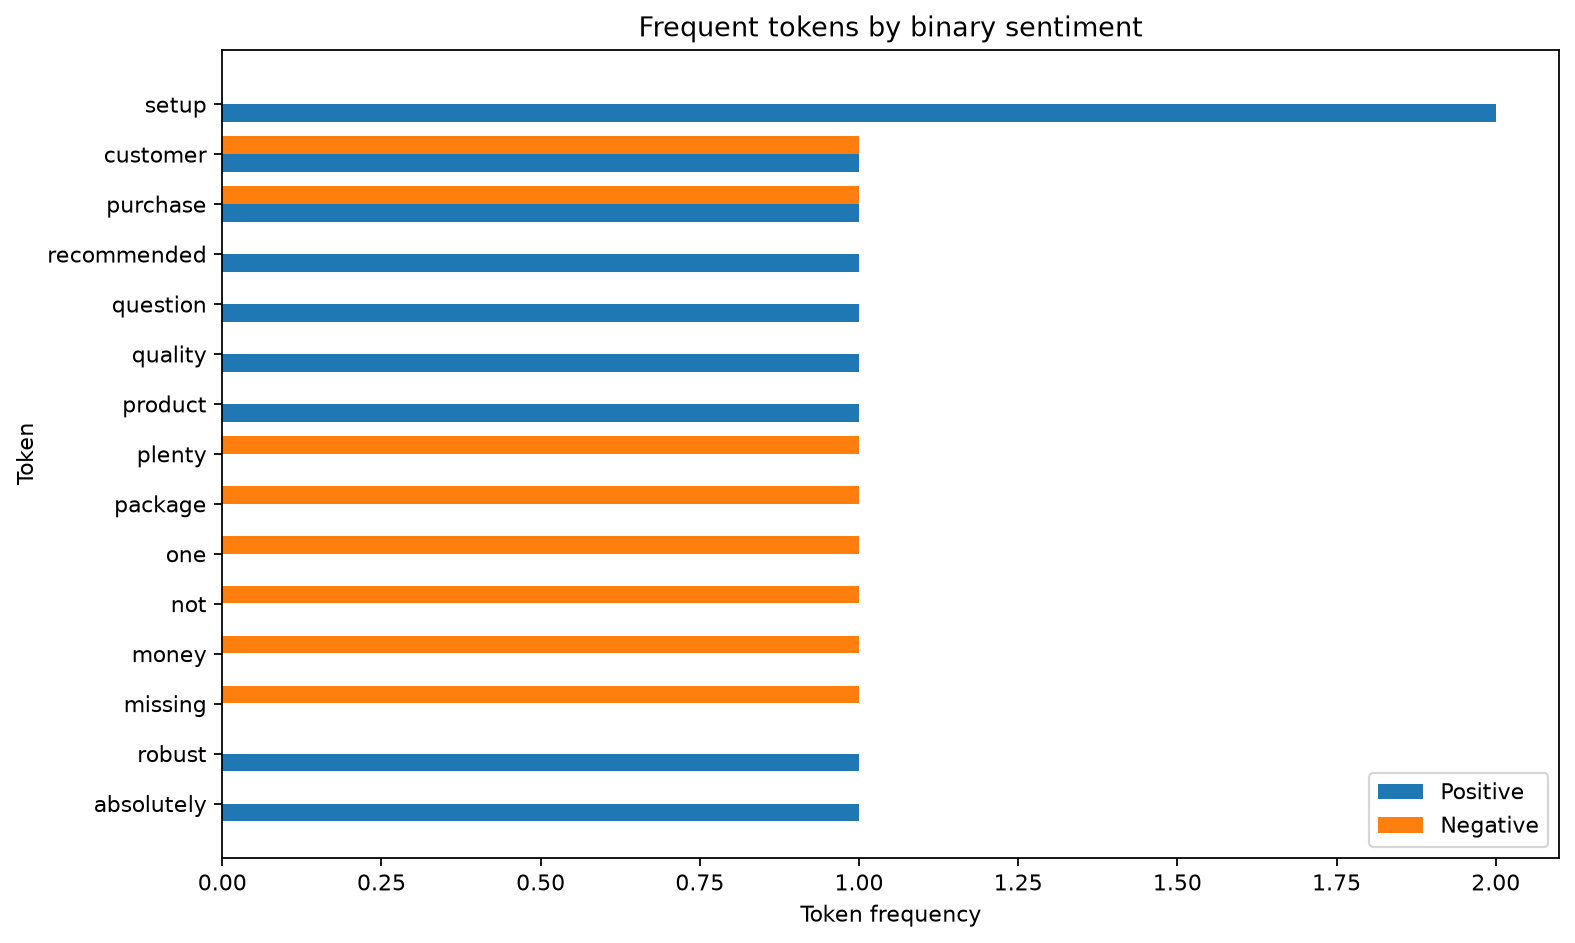 Frequent tokens by binary sentiment
setup
customer
purchase
recommended
question
quality
product
plenty
package
one
not
money
missing
robust
absolutely
Token
Positive
Negative
0.00 0.25 0.50 0.75 1.00 1.25 1.50 1.75 2.00
Token frequency